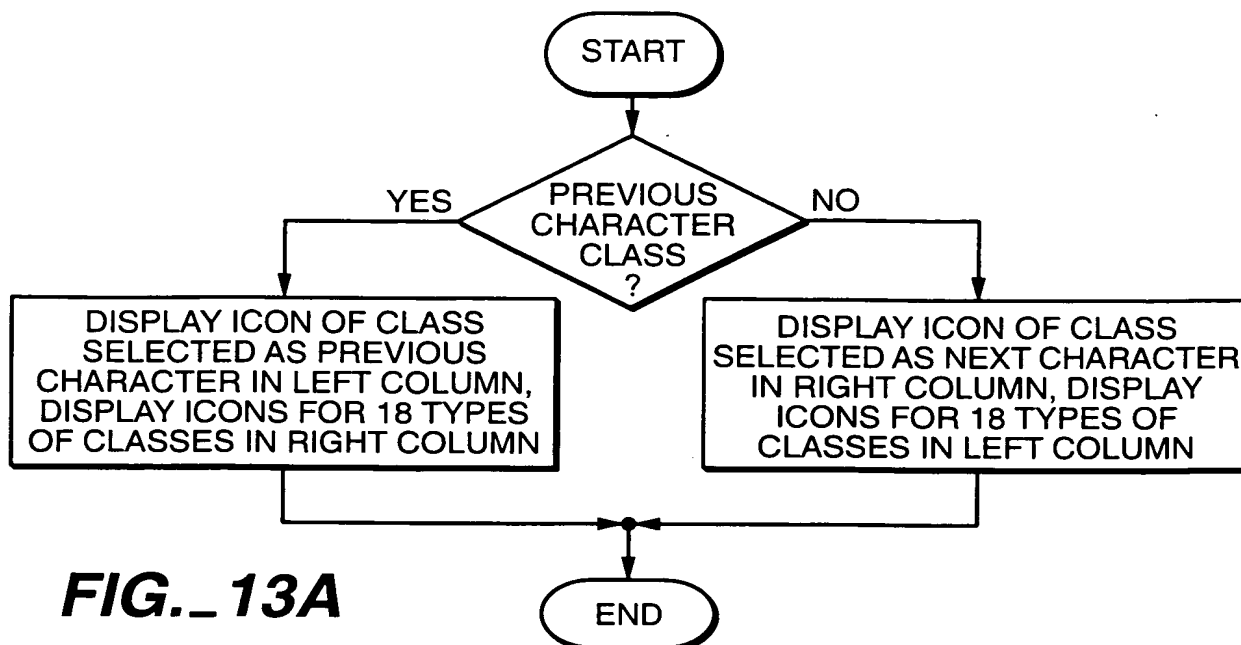 START
PREVIOUS
CHARACTER
CLASS
?
YES
NO
DISPLAY ICON OF CLASS
SELECTED AS PREVIOUS
CHARACTER IN LEFT COLUMN,
DISPLAY ICONS FOR 18 TYPES
OF CLASSES IN RIGHT COLUMN
DISPLAY ICON OF CLASS
SELECTED AS NEXT CHARACTER
IN RIGHT COLUMN, DISPLAY
ICONS FOR 18 TYPES OF
CLASSES IN LEFT COLUMN
END
FIG._13A